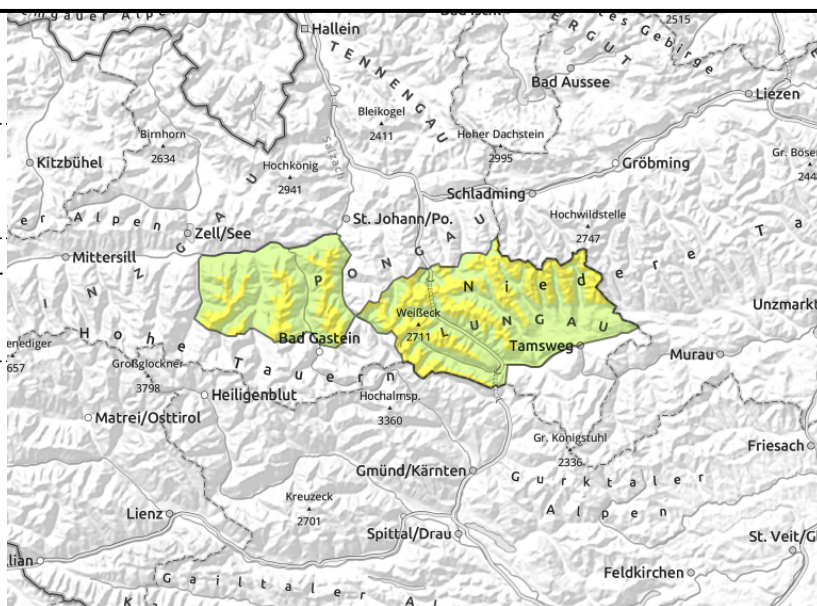 Hallein
2515
Bad Aussee
Liezen
TENNENGAU
Bleikogel
2411
Birnhorn
2634
Hoher Dachstein
2995
Kitzbühel
Hochkönig
2941
Salzach
Gröbming
Schladming
St. Johann/Po.
Hochwildstelle
2747
Zell/See
Mittersill
PONGAU
Niedere Ta
Weißeck
2711
LUNGAU
Unzmarkt
Bad Gastein
Tamsweg
Murau
Großglockner
3798
Hohe Tauern
Heiligenblut
Hochalmsp.
3360
Matrei/Osttirol
Gr. Königstuhl
2336
Friesach
Gmünd/Kärnten
Gurktaler
Alpen
Kreuzeck
2701
Lienz
Spittal/Drau
St. Veit/G
Feldkirchen
Gailtaler